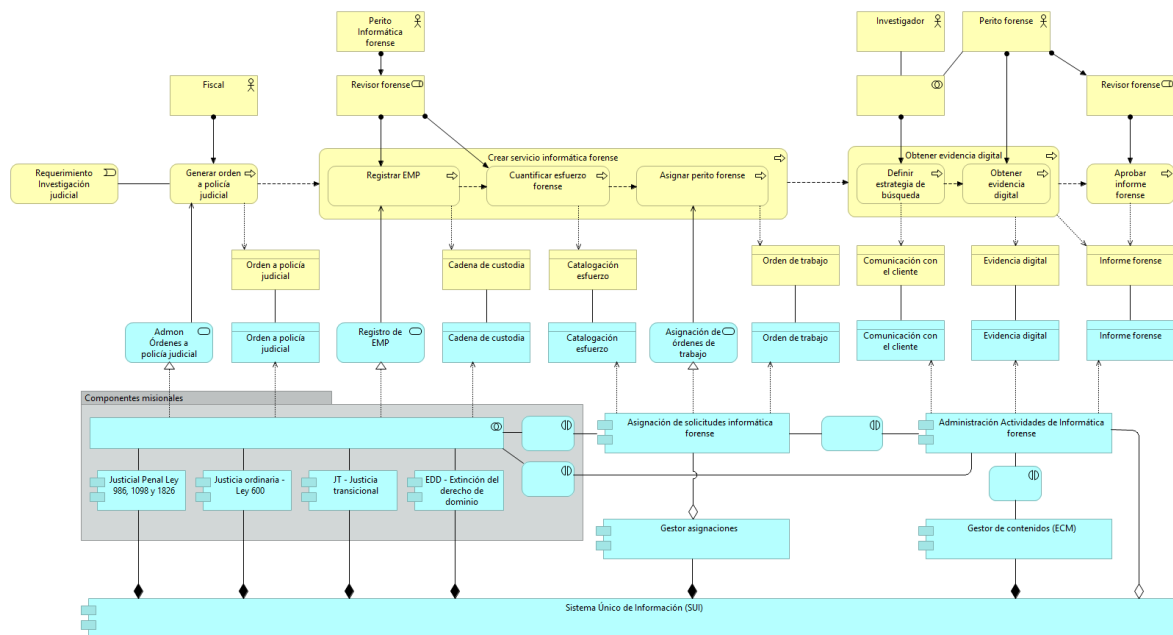 Perito
Informática
forense
Investigador
Perito forense
Fiscal
Revisor forense
Revisor forense
Crear servicio informática forense
Obtener evidencia digital
Requerimiento
Investigación
judicial
Generar orden
a policía
judicial
Registrar EMP
Cuantificar esfuerzo
forense
Asignar perito forense
Definir
estrategia de
búsqueda
Obtener
evidencia
digital
Aprobar
informe
forense
Orden a policía
judicial
Cadena de custodia
Catalogación
esfuerzo
Orden de trabajo
Comunicación con
el cliente
Evidencia digital
Informe forense
Admon
Órdenes a
policía judicial
Orden a policía
judicial
Registro de
EMP
Cadena de custodia
Catalogación
esfuerzo
Asignación de
órdenes de
trabajo
Orden de trabajo
Comunicación con
el cliente
Evidencia digital
Informe forense
Componentes misionales
Asignación de solicitudes informática
forense
Administración Actividades de Informática
forense
Justicial Penal Ley
986, 1098 y 1826
Justicia ordinaria -
Ley 600
JT - Justicia
transicional
EDD - Extinción del
derecho de
dominio
Gestor asignaciones
Gestor de contenidos (ECM)
Sistema Único de Información (SUI)